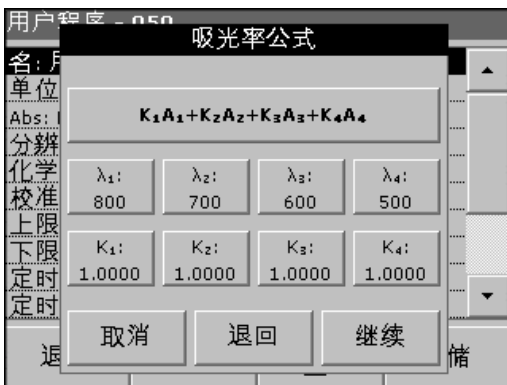 用户程序 - 050
吸光率公式
名: 
单位
Abs:
分辨
化学
校准
上限
下限
定时
定时
K₁A₁+K₂A₂+K₃A₃+K₄A₄
λ₁: λ₂: λ₃: λ₄:
800 700 600 500
K₁: K₂: K₃: K₄:
1.0000 1.0000 1.0000 1.0000
取消 退回 继续
退 储